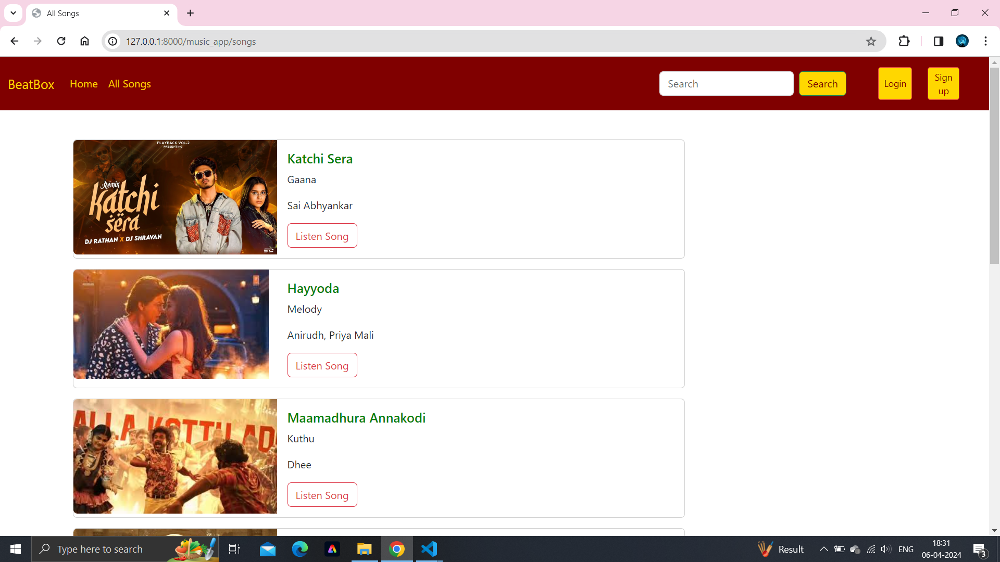 All Songs
127.0.0.1:8000/music_app/songs
BeatBox Home All Songs Search Search Login Sign up
PLAYBACK VOL-2
PRESENTING
Remix
Katchi
sera
DJ RATHAN X DJ SHRAVAN
Katchi Sera
Gaana
Sai Abhyankar
Listen Song
Hayyoda
Melody
Anirudh, Priya Mali
Listen Song
ALLA KOTTU AD
Maamadhura Annakodi
Kuthu
Dhee
Listen Song
Type here to search
Result
ENG
18:31
06-04-2024
3